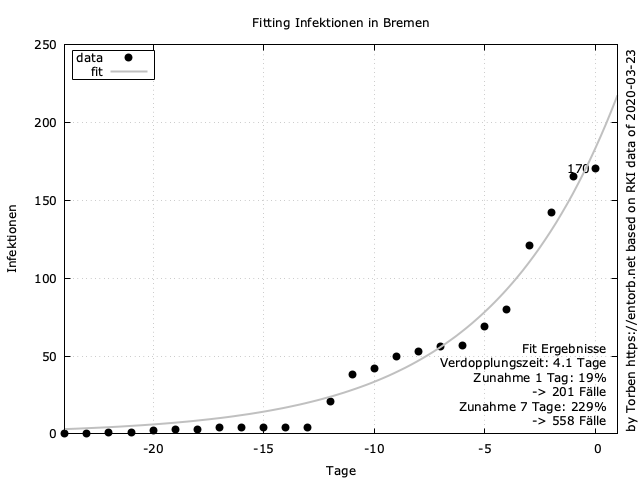 Fitting Infektionen in Bremen
250
200
150
100
50
0
Infektionen
data
fit
170
Fit Ergebnisse
Verdopplungszeit: 4.1 Tage
Zunahme 1 Tag: 19%
-> 201 Fälle
Zunahme 7 Tage: 229%
-> 558 Fälle
-20 -15 -10 -5 0
Tage
by Torben https://entorb.net based on RKI data of 2020-03-23